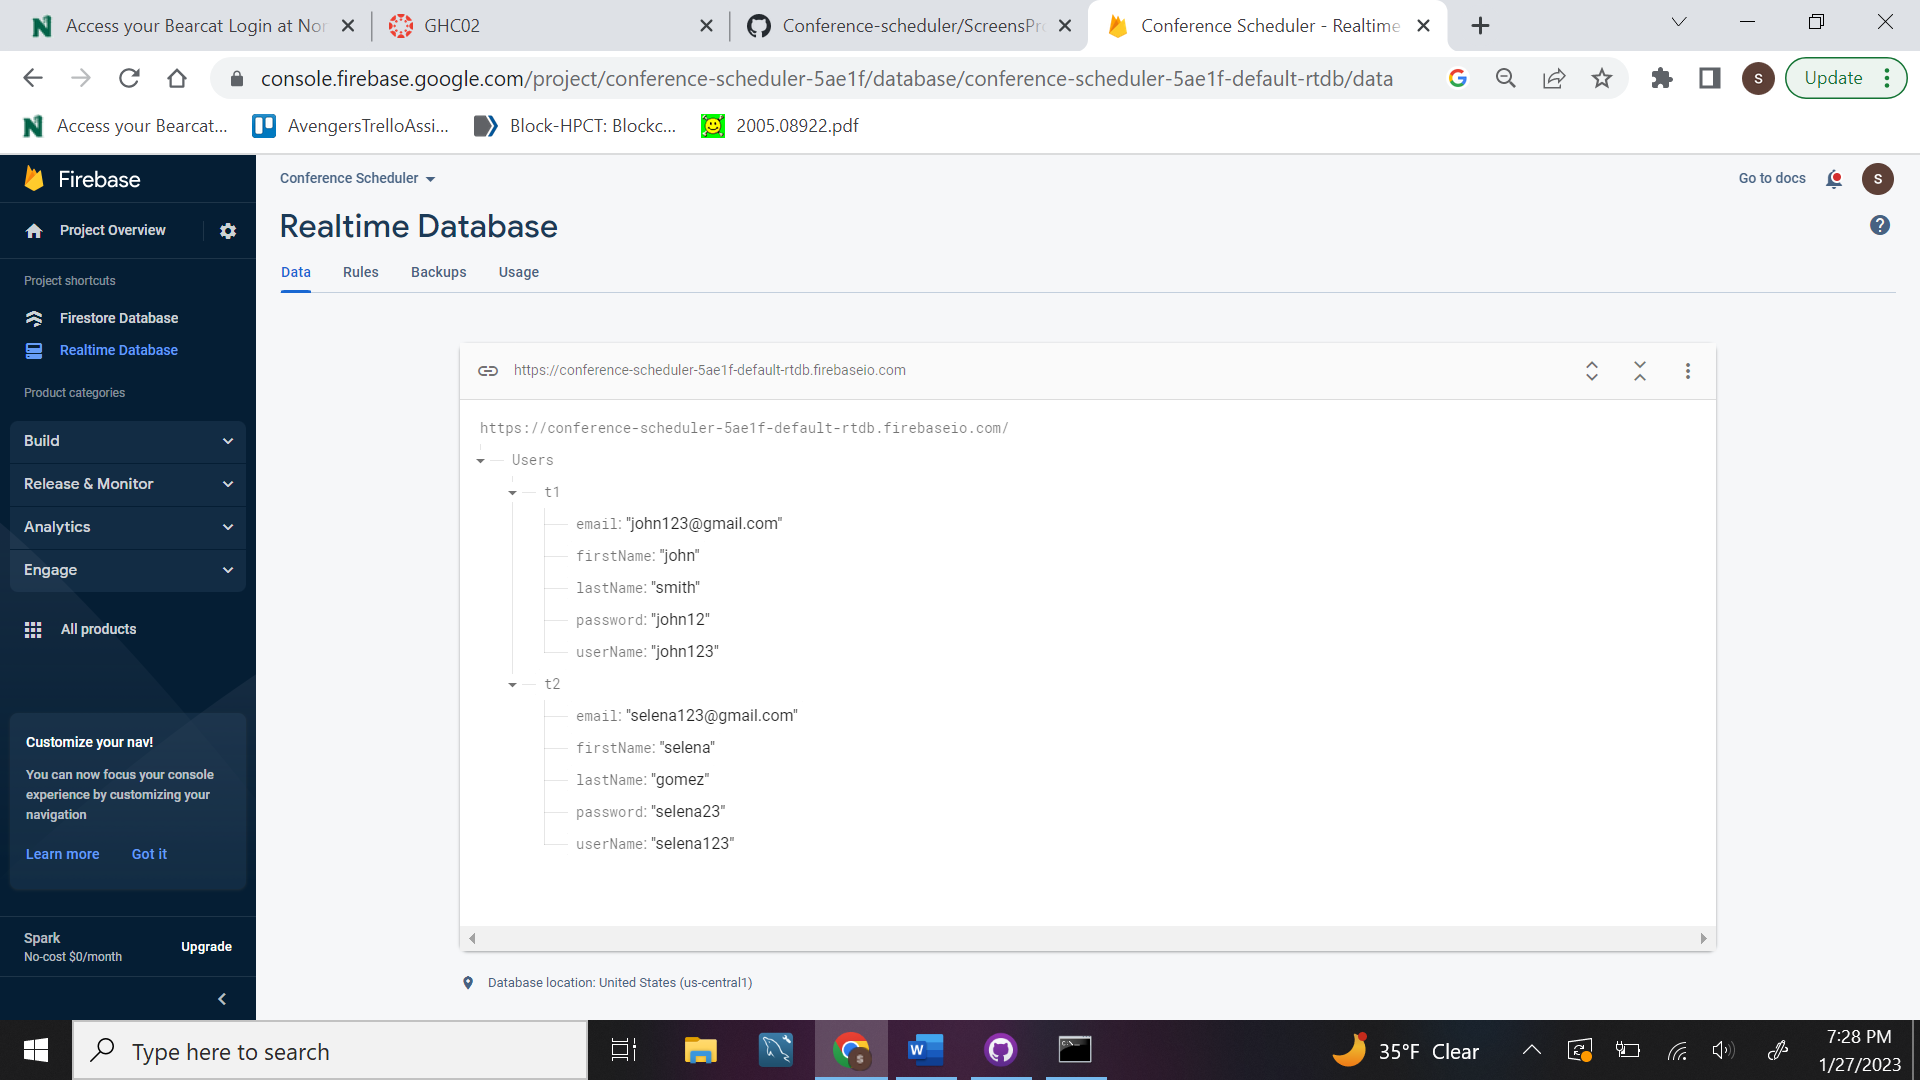 Access your Bearcat Login at Nor
GHC02
Conference-scheduler/ScreensPro
Conference Scheduler - Realtime
console.firebase.google.com/project/conference-scheduler-5ae1f/database/conference-scheduler-5ae1f-default-rtdb/data
S
Update
Access your Bearcat...
AvengersTrelloAssi...
Block-HPCT: Blockc...
2005.08922.pdf
Firebase
Conference Scheduler
Go to docs
S
Project Overview
Realtime Database
?
Data
Rules
Backups
Usage
Project shortcuts
Firestore Database
Realtime Database
Product categories
Build
Release & Monitor
Analytics
Engage
All products
Customize your nav!
You can now focus your console
experience by customizing your
navigation
Learn more
Got it
Spark
No-cost $0/month
Upgrade
https://conference-scheduler-5ae1f-default-rtdb.firebaseio.com
https://conference-scheduler-5ae1f-default-rtdb.firebaseio.com/
Users
t1
email: "john123@gmail.com"
firstName: "john"
lastName: "smith"
password: "john12"
userName: "john123"
t2
email: "selena123@gmail.com"
firstName: "selena"
lastName: "gomez"
password: "selena23"
userName: "selena123"
Database location: United States (us-central1)
Type here to search
35°F Clear
7:28 PM
1/27/2023